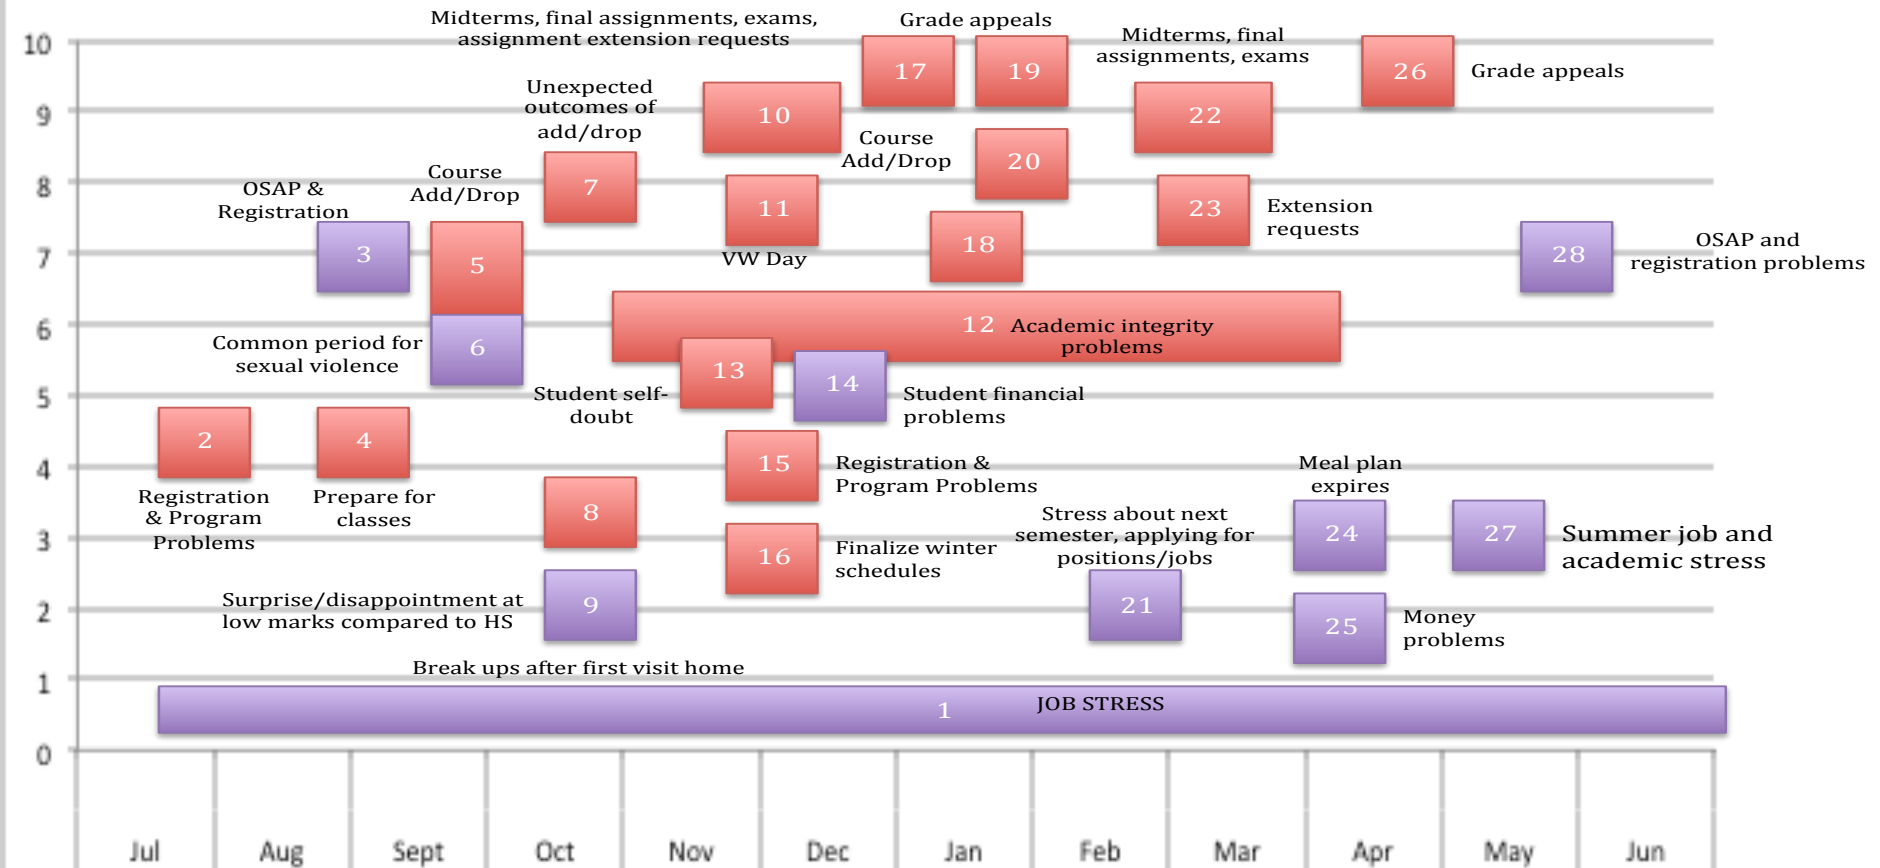 Midterms, final assignments, exams,
assignment extension requests
Grade appeals
Midterms, final
assignments, exams
10
17
19
26
Grade appeals
Unexpected
outcomes of
add/drop
9
10
22
Course
Add/Drop
20
8
OSAP &
Registration
Course
Add/Drop
7
11
VW Day
23
Extension
requests
18
7
3
5
28
OSAP and
registration problems
6
12
Academic integrity
problems
Common period for
sexual violence
6
13
14
Student self-
doubt
Student financial
problems
5
2
4
4
15
Registration &
Program Problems
Meal plan
expires
Registration
& Program
Problems
Prepare for
classes
8
Stress about next
semester, applying for
positions/jobs
24
27
Summer job and
academic stress
3
16
Finalize winter
schedules
2
Surprise/disappointment at
low marks compared to HS
9
21
25
Money
problems
Break ups after first visit home
1
1
JOB STRESS
0
Jul
Aug
Sept
Oct
Nov
Dec
Jan
Feb
Mar
Apr
May
Jun